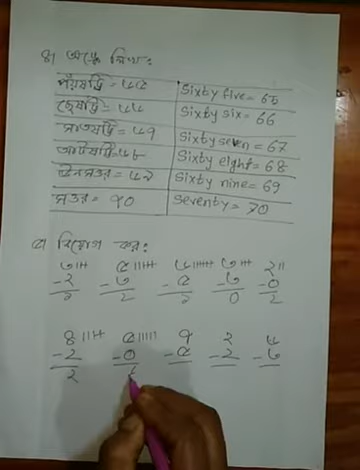 ৪) অঙ্কে লিখ:
পঁয়ষট্টি = ৬৫ Sixty five = 65
ছেষট্টি = ৬৬ Sixty six = 66
সাতষট্টি = ৬৭ Sixty seven = 67
আটষট্টি = ৬৮ Sixty eight = 68
ঊনসত্তর = ৬৯ Sixty nine = 69
সত্তর = ৭০ Seventy = 70
৫) বিয়োগ কর:
৩ ৫ ৬ ৩ ২
-২ -৩ -৫ -৩ -০
১ ২ ১ ০ ২
৪ ৫ ৭ ২ ৬
-২ -০ -৫ -২ -৩
২